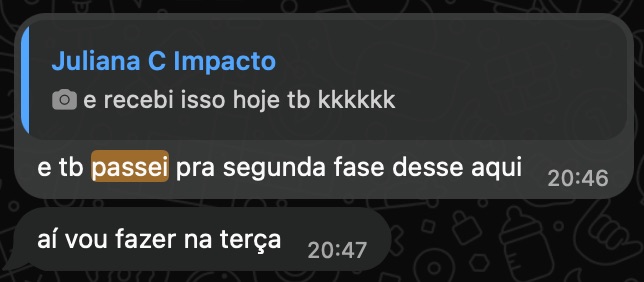 Juliana C Impacto
e recebi isso hoje tb kkkkkk
e tb passei pra segunda fase desse aqui 20:46
aí vou fazer na terça 20:47